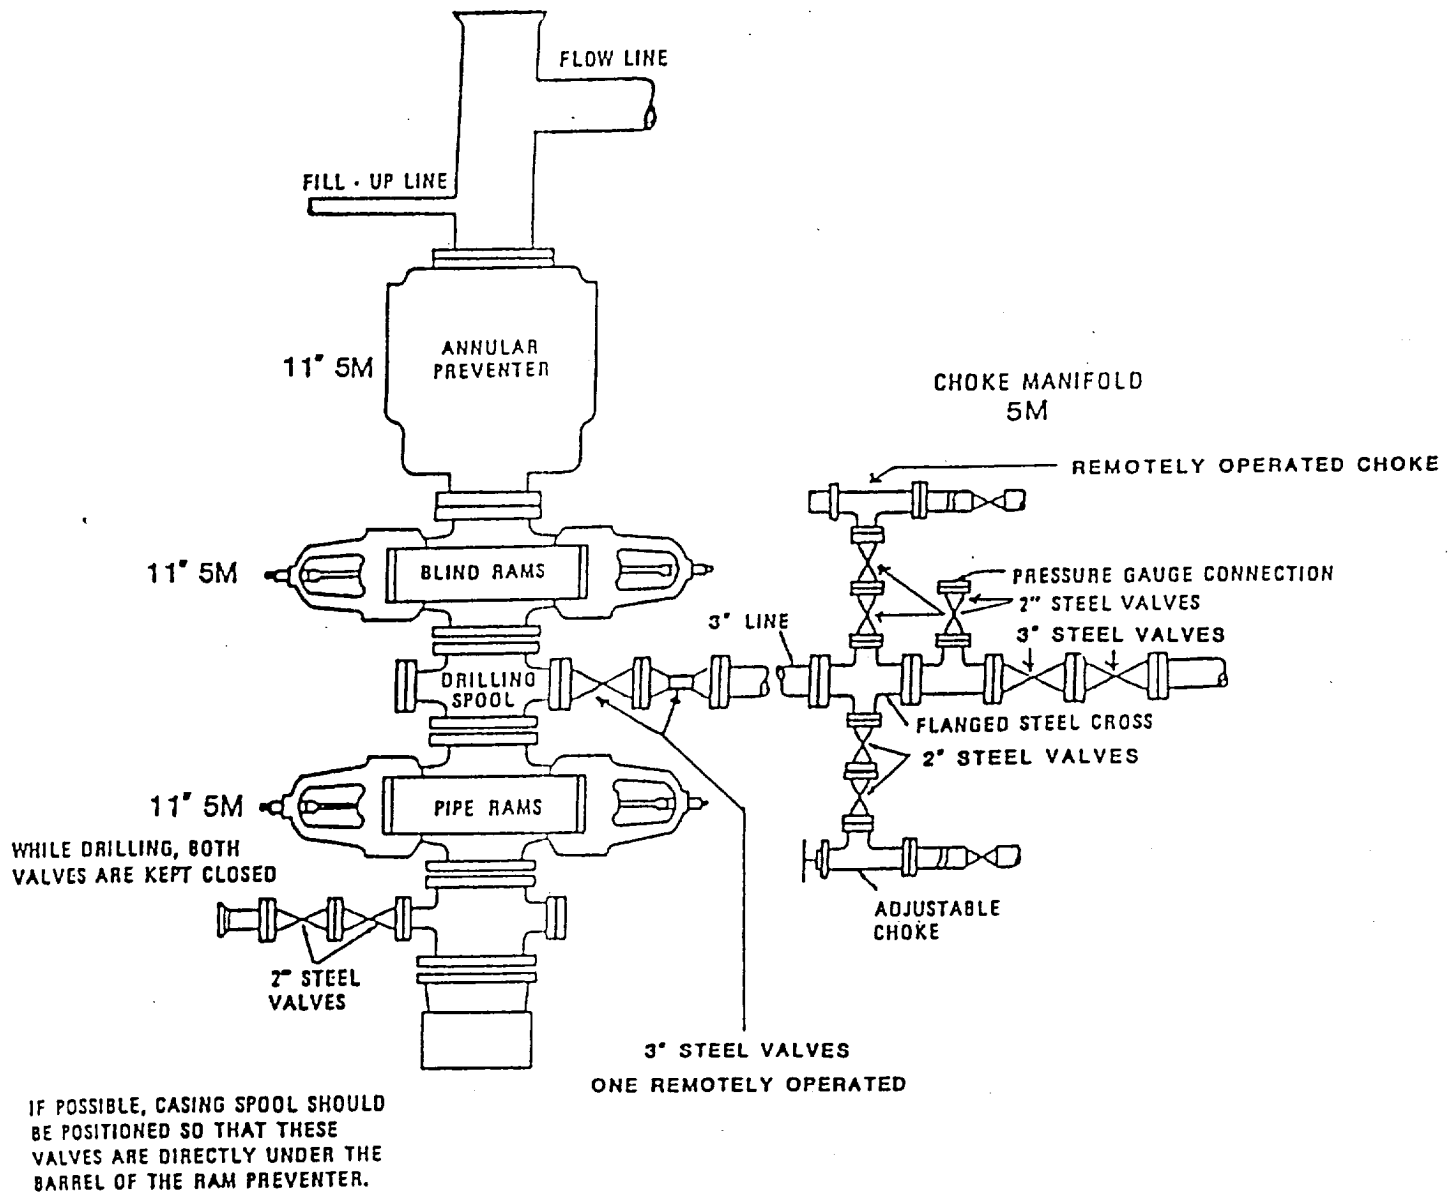 FLOW LINE
FILL - UP LINE
11" 5M
ANNULAR
PREVENTER
CHOKE MANIFOLD
5M
REMOTELY OPERATED CHOKE
11" 5M
BLIND RAMS
PRESSURE GAUGE CONNECTION
2" STEEL VALVES
3" LINE
3" STEEL VALVES
DRILLING
SPOOL
FLANGED STEEL CROSS
2" STEEL VALVES
11" 5M
PIPE RAMS
WHILE DRILLING, BOTH
VALVES ARE KEPT CLOSED
ADJUSTABLE
CHOKE
2" STEEL
VALVES
3" STEEL VALVES
ONE REMOTELY OPERATED
IF POSSIBLE, CASING SPOOL SHOULD
BE POSITIONED SO THAT THESE
VALVES ARE DIRECTLY UNDER THE
BARREL OF THE RAM PREVENTER.